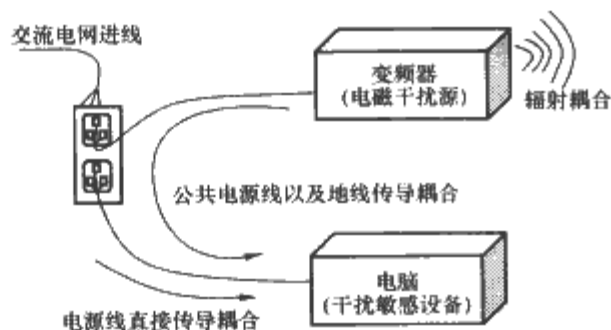 交流电网进线
变频器
(电磁干扰源)
辐射耦合
公共电源线以及地线传导耦合
电脑
(干扰敏感设备)
电源线直接传导耦合